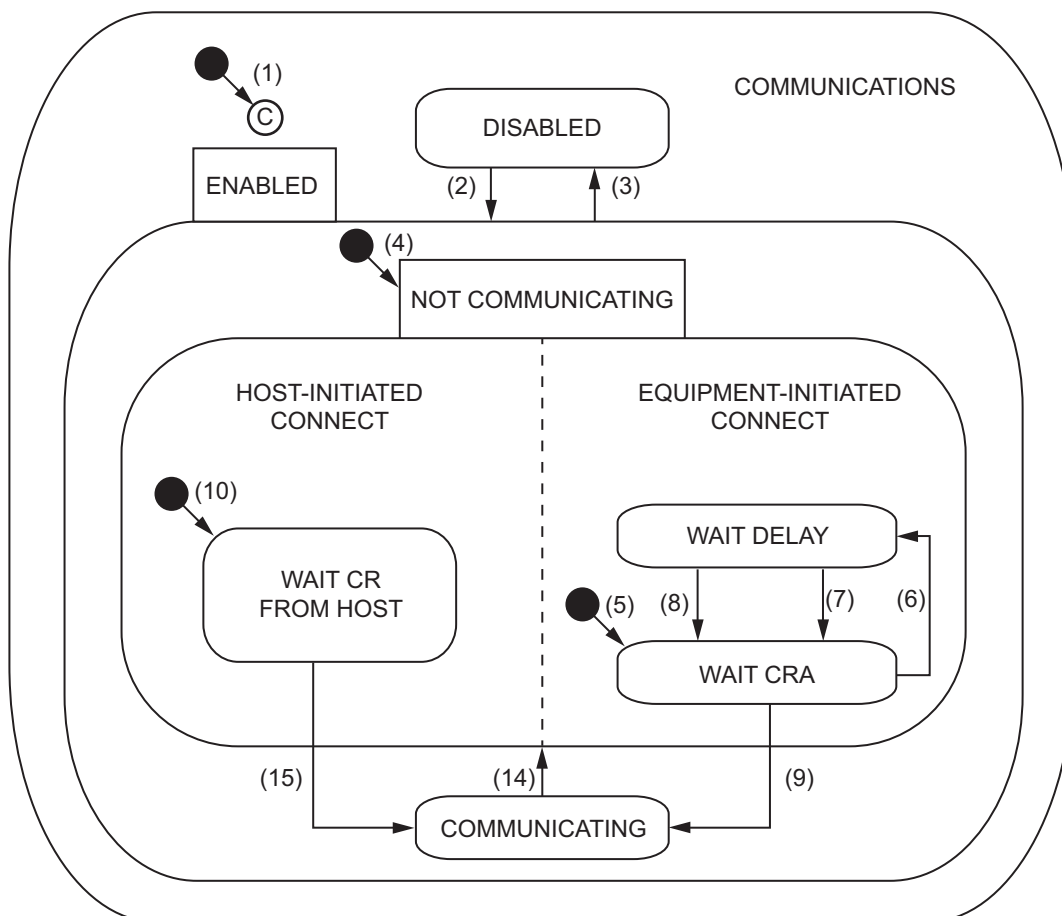 (1)
COMMUNICATIONS
C
DISABLED
ENABLED
(2)
(3)
(4)
NOT COMMUNICATING
HOST-INITIATED
CONNECT
EQUIPMENT-INITIATED
CONNECT
(10)
WAIT DELAY
WAIT CR
FROM HOST
(5)
(8)
(7)
(6)
WAIT CRA
(15)
(14)
(9)
COMMUNICATING